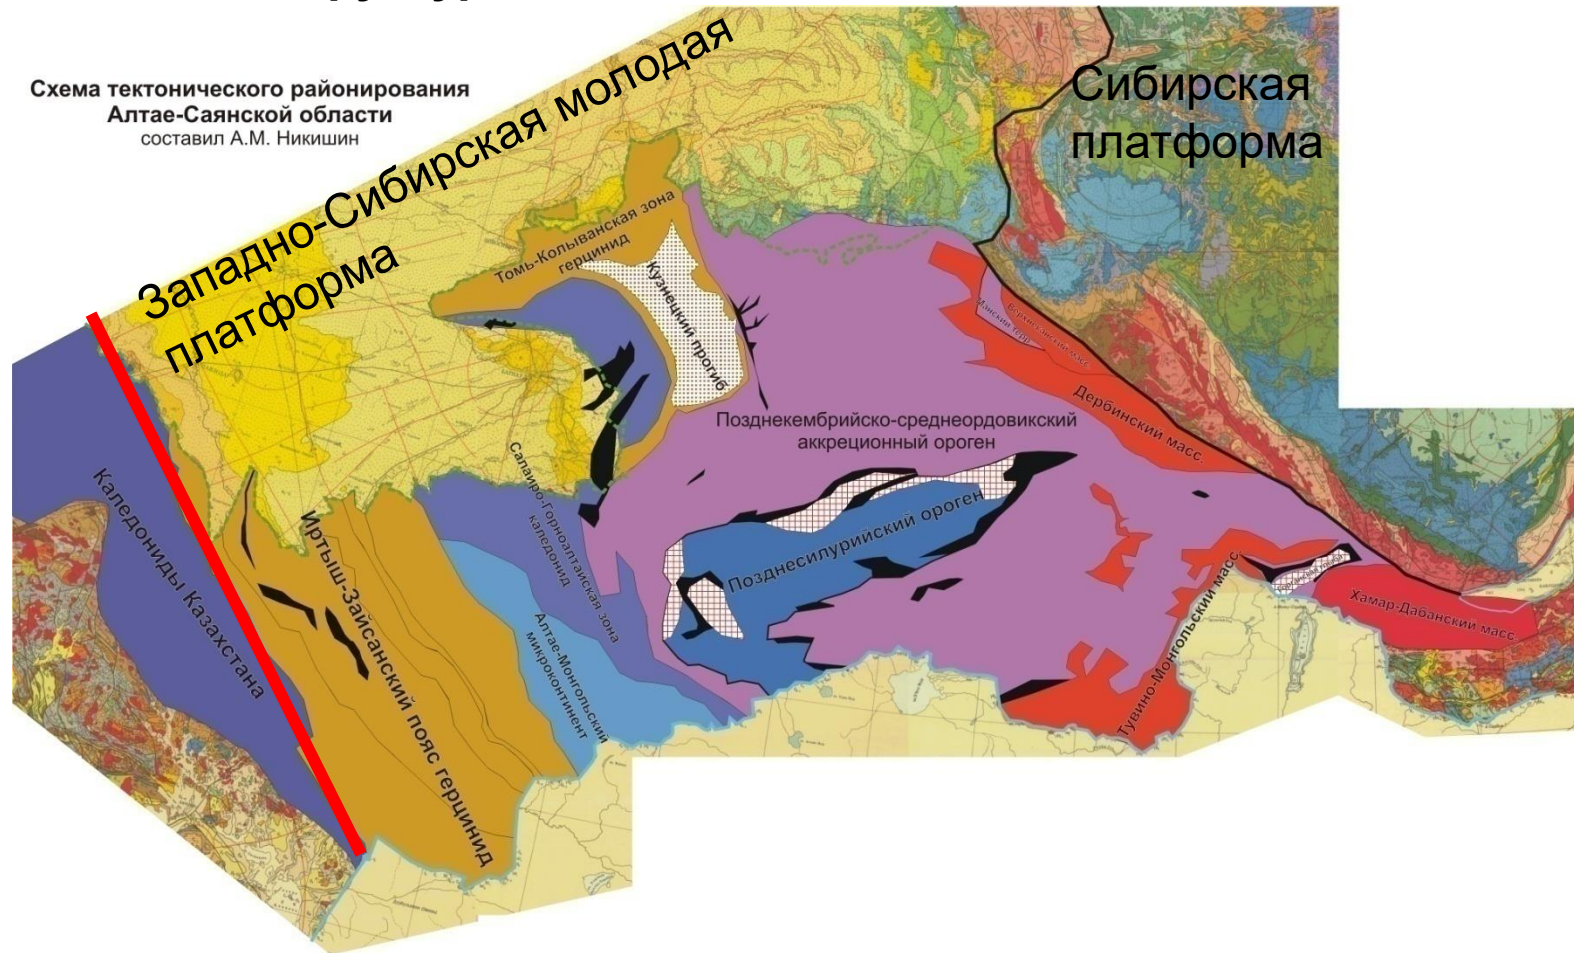 Схема тектонического районирования
Алтае-Саянской области
составил А.М. Никишин
Западно-Сибирская молодая
платформа
Сибирская
платформа
Томь-Колыванская зона
герцинид
Кузнецкий прогиб
Манский терр.
Дербинский масс.
Позднекембрийско-среднеордовикский
аккреционный ороген
Каледониды Казахстана
Иртыш-Зайсанский пояс герцинид
Салаиро-Горноалтайская зона
каледонид
Алтае-Монгольский
микроконтинент
Позднесилурийский ороген
Тувино-Монгольский масс.
Хамар-Дабанский масс.